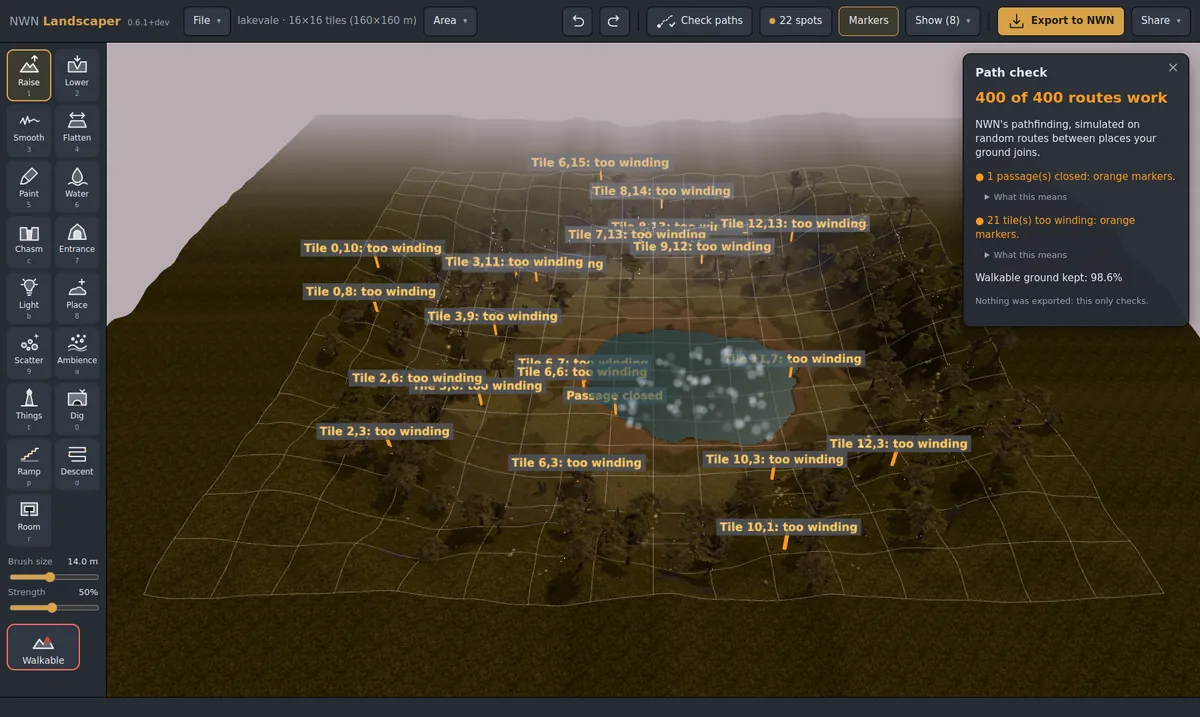 NWN Landscaper 0.6.1+dev
File ▾
lakevale · 16×16 tiles (160×160 m)
Area ▾
Check paths
22 spots
Markers
Show (8) ▾
Export to NWN
Share ▾
Raise
1
Lower
2
Smooth
3
Flatten
4
Paint
5
Water
6
Chasm
c
Entrance
7
Light
b
Place
8
Scatter
9
Ambience
a
Things
t
Dig
0
Ramp
p
Descent
d
Room
r
Brush size 14.0 m
Strength 50%
Walkable
Tile 6,15: too winding
Tile 8,14: too winding
Tile 12,13: too winding
Tile 7,13: too winding
Tile 9,12: too winding
Tile 0,10: too winding
Tile 3,11: too winding
Tile 0,8: too winding
Tile 3,9: too winding
Tile 6,7: too winding
too winding
Tile 6,6: too winding
Tile 2,6: too winding
too winding
Passage closed
Tile 2,3: too winding
Tile 12,3: too winding
Tile 6,3: too winding
Tile 10,3: too winding
Tile 10,1: too winding
Path check
400 of 400 routes work
NWN's pathfinding, simulated on
random routes between places your
ground joins.
1 passage(s) closed: orange markers.
What this means
21 tile(s) too winding: orange
markers.
What this means
Walkable ground kept: 98.6%
Nothing was exported: this only checks.